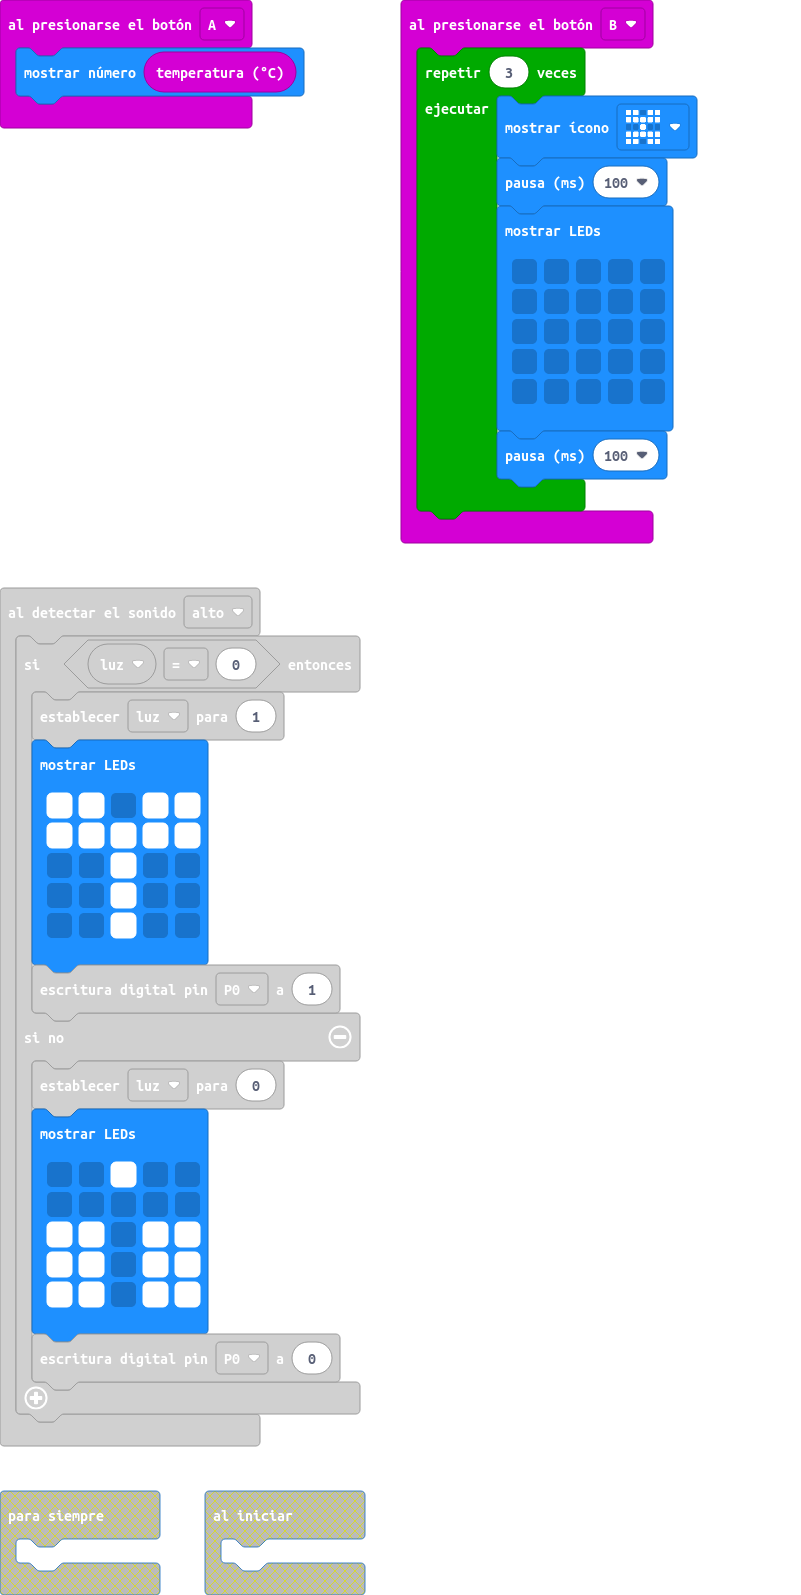 al presionarse el botón A
mostrar número temperatura (°C)
al presionarse el botón B
repetir 3 veces
ejecutar
mostrar ícono
pausa (ms) 100
mostrar LEDs
pausa (ms) 100
al detectar el sonido alto
si luz = 0 entonces
establecer luz para 1
mostrar LEDs
escritura digital pin P0 a 1
si no
establecer luz para 0
mostrar LEDs
escritura digital pin P0 a 0
para siempre
al iniciar